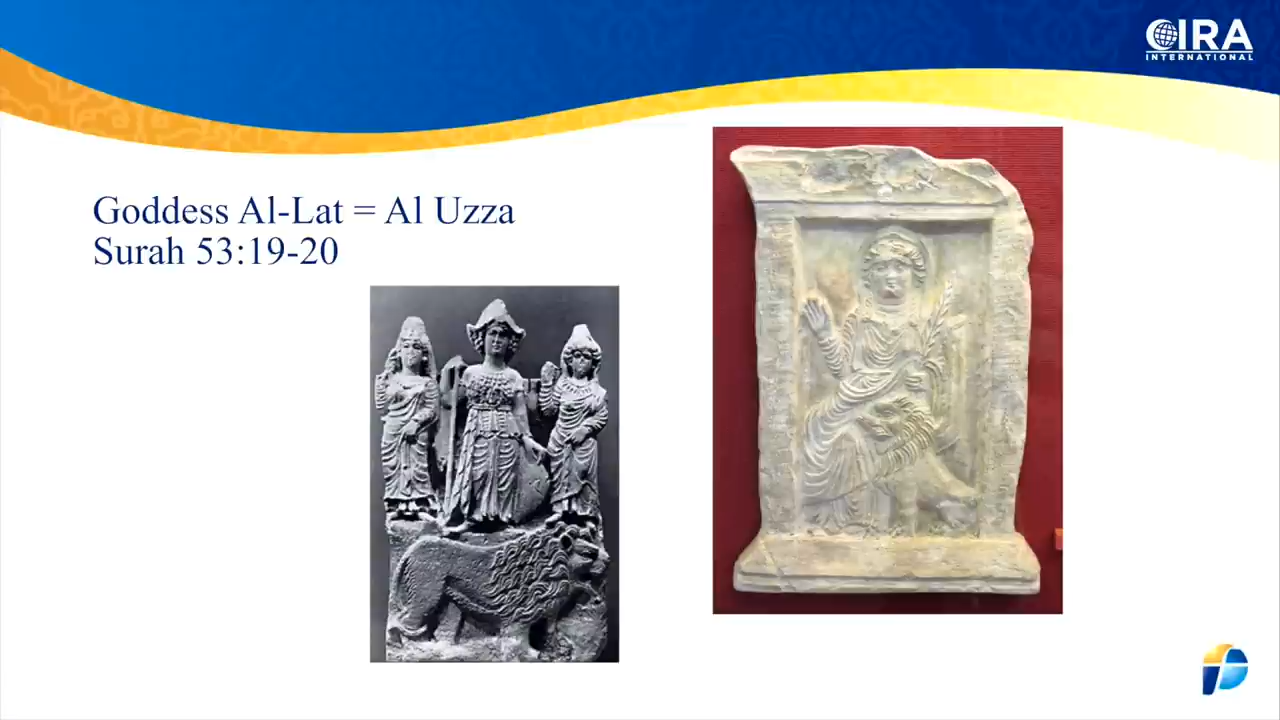 CIRA
INTERNATIONAL
Goddess Al-Lat = Al Uzza
Surah 53:19-20